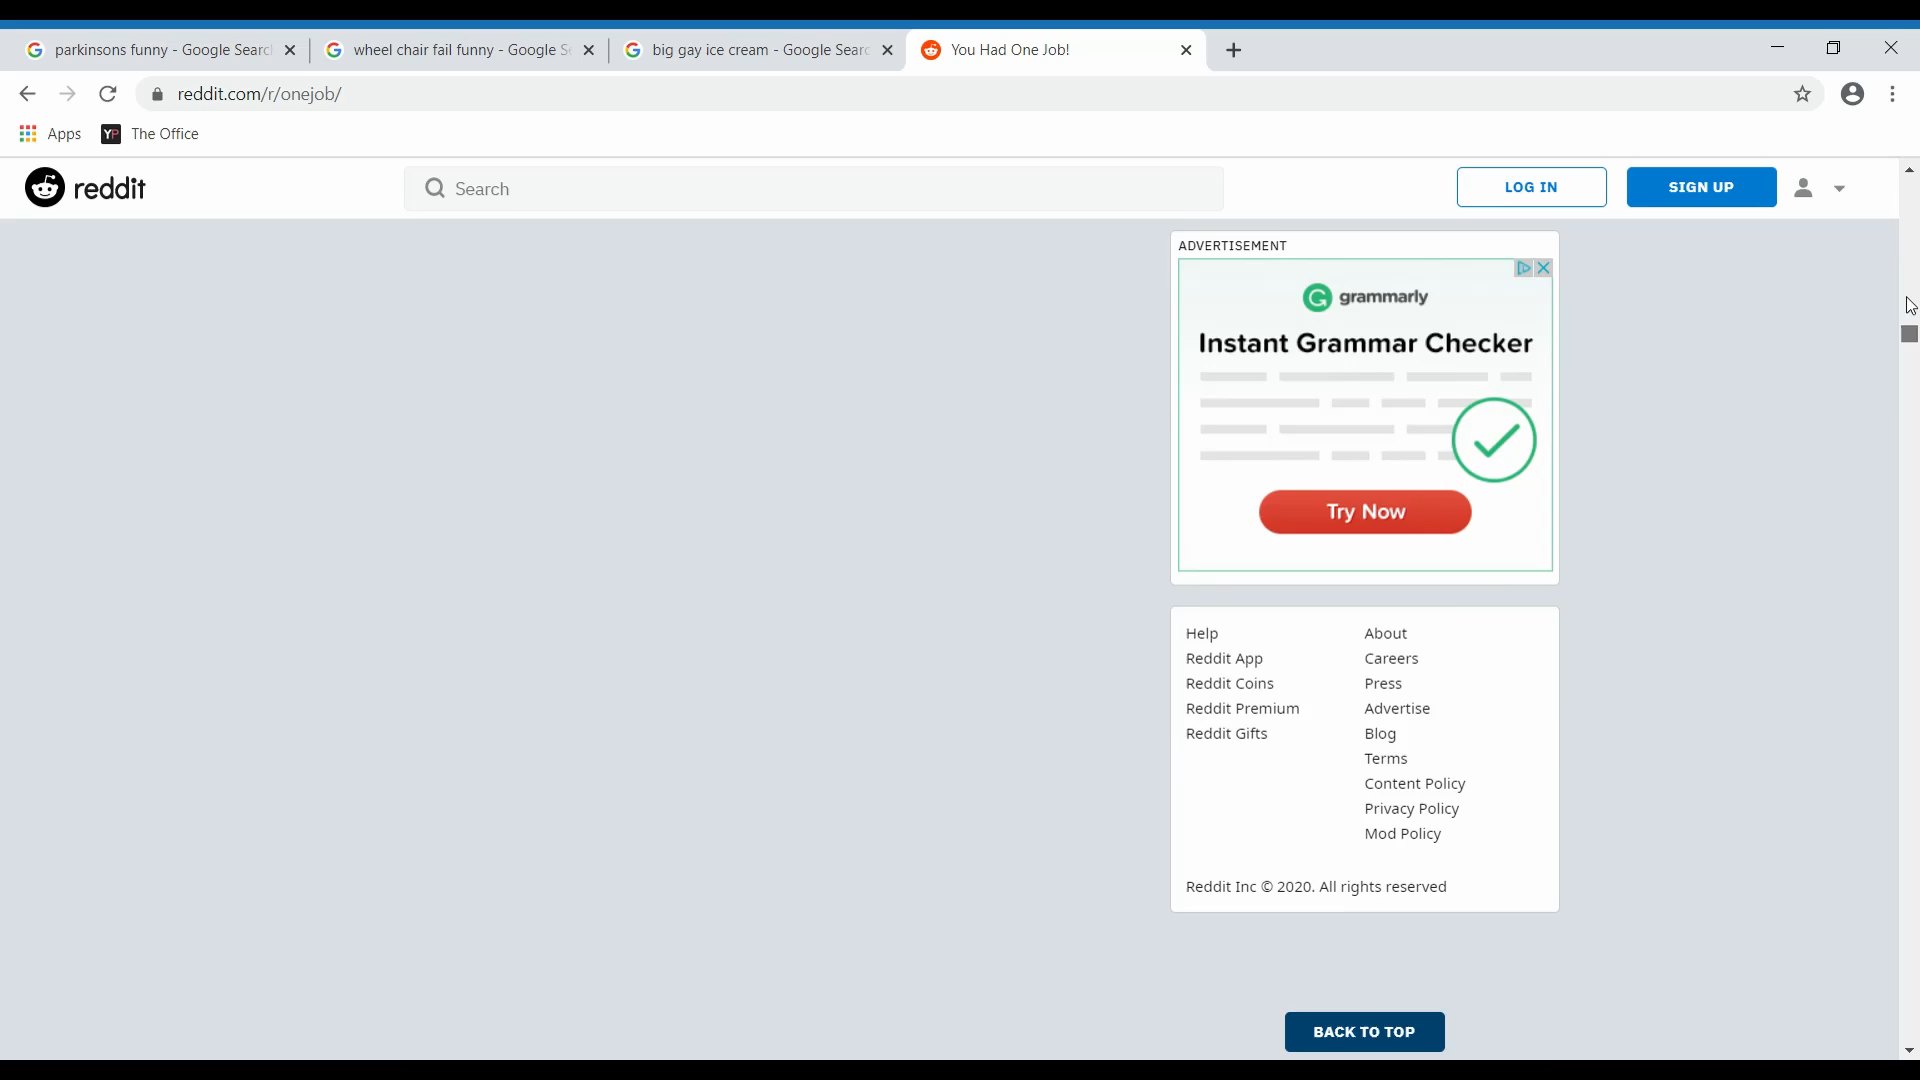 parkinsons funny - Google Searc
wheel chair fail funny - Google S
big gay ice cream - Google Searc
You Had One Job!
reddit.com/r/onejob/
Apps
YP The Office
reddit
Search
LOG IN
SIGN UP
ADVERTISEMENT
grammarly
Instant Grammar Checker
Try Now
Help
Reddit App
Reddit Coins
Reddit Premium
Reddit Gifts
About
Careers
Press
Advertise
Blog
Terms
Content Policy
Privacy Policy
Mod Policy
Reddit Inc © 2020. All rights reserved
BACK TO TOP